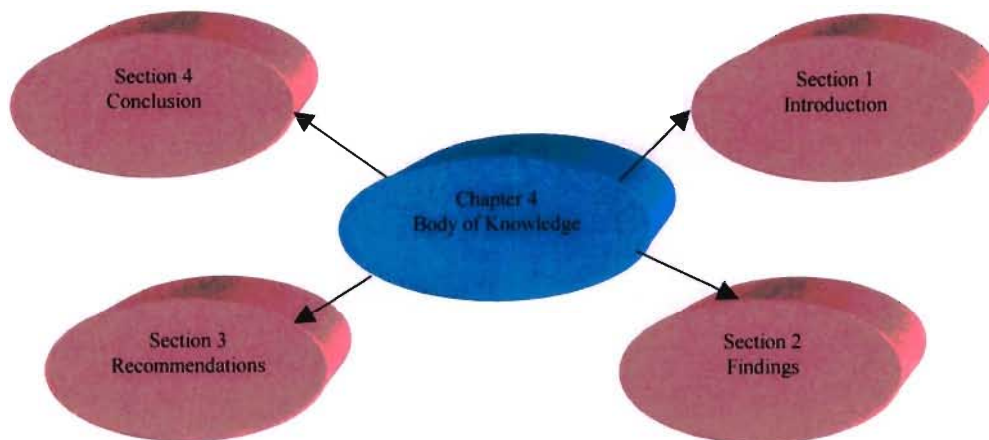 Section 4
Conclusion
Section 1
Introduction
Chapter 4
Body of Knowledge
Section 3
Recommendations
Section 2
Findings